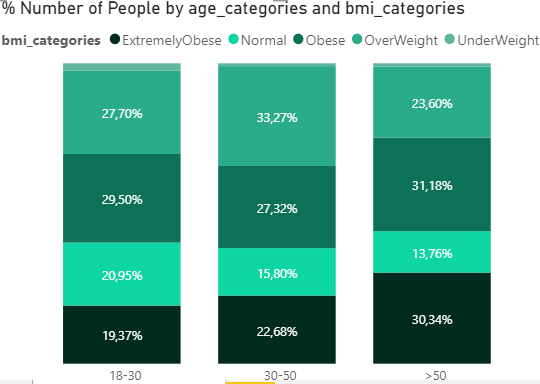 % Number of People by age_categories and bmi_categories
bmi_categories ExtremelyObese Normal Obese OverWeight UnderWeight
27,70% 33,27% 23,60%
29,50% 27,32% 31,18%
20,95% 15,80% 13,76%
19,37% 22,68% 30,34%
18-30 30-50 >50